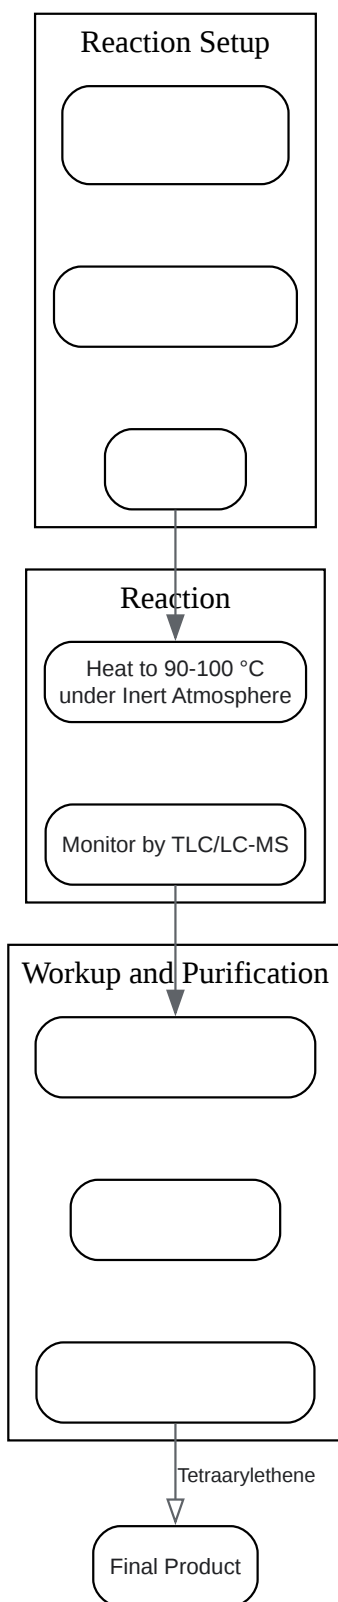 Reaction Setup
Reaction
Heat to 90-100 °C
under Inert Atmosphere
Monitor by TLC/LC-MS
Workup and Purification
Tetraarylethene
Final Product